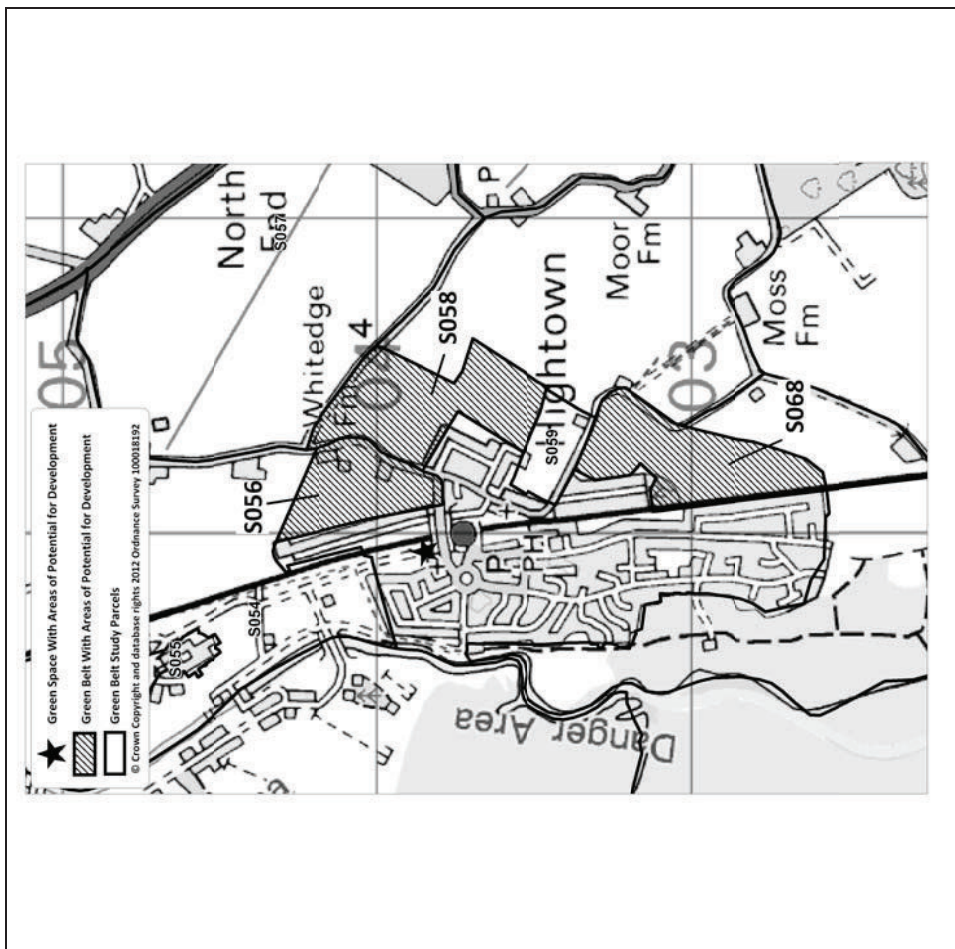 Green Space With Areas of Potential for Development
Green Belt With Areas of Potential for Development
Green Belt Study Parcels
© Crown Copyright and database rights 2012 Ordnance Survey 100018192
05
North
End
S057
Whitedge
Fm
04
S058
S056
S055
S054
P
Hightown
S059
Moor
Fm
03
Moss
Fm
S068
PH
Danger Area